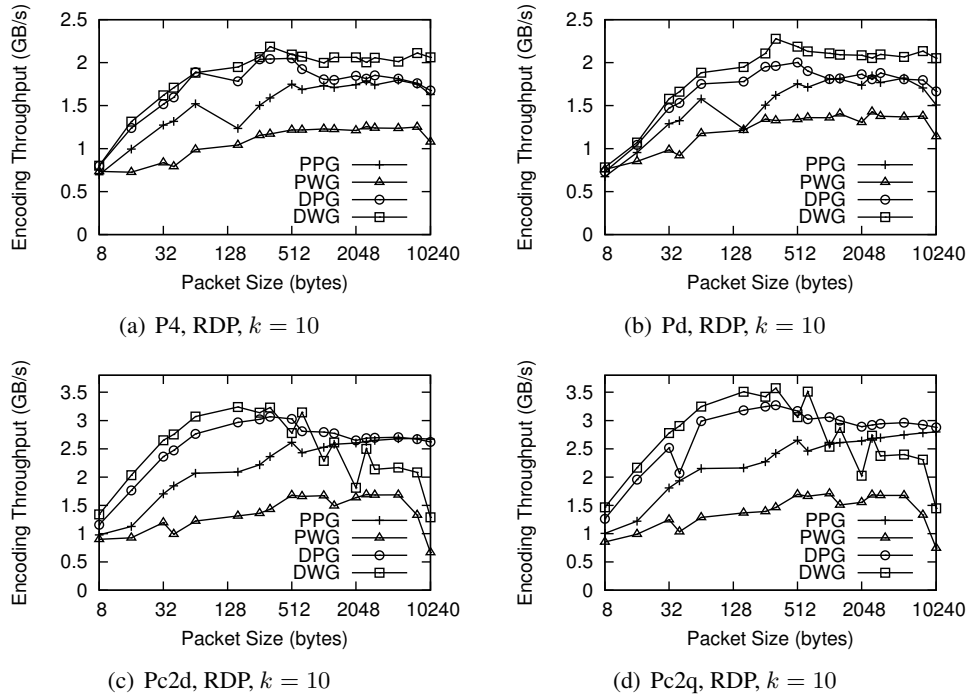 Encoding Throughput (GB/s)
2.5
2
1.5
1
0.5
0
PPG
PWG
DPG
DWG
8 32 128 512 2048 10240
Packet Size (bytes)
(a) P4, RDP, k = 10
Encoding Throughput (GB/s)
2.5
2
1.5
1
0.5
0
PPG
PWG
DPG
DWG
8 32 128 512 2048 10240
Packet Size (bytes)
(b) Pd, RDP, k = 10
Encoding Throughput (GB/s)
3.5
3
2.5
2
1.5
1
0.5
0
PPG
PWG
DPG
DWG
8 32 128 512 2048 10240
Packet Size (bytes)
(c) Pc2d, RDP, k = 10
Encoding Throughput (GB/s)
3.5
3
2.5
2
1.5
1
0.5
0
PPG
PWG
DPG
DWG
8 32 128 512 2048 10240
Packet Size (bytes)
(d) Pc2q, RDP, k = 10